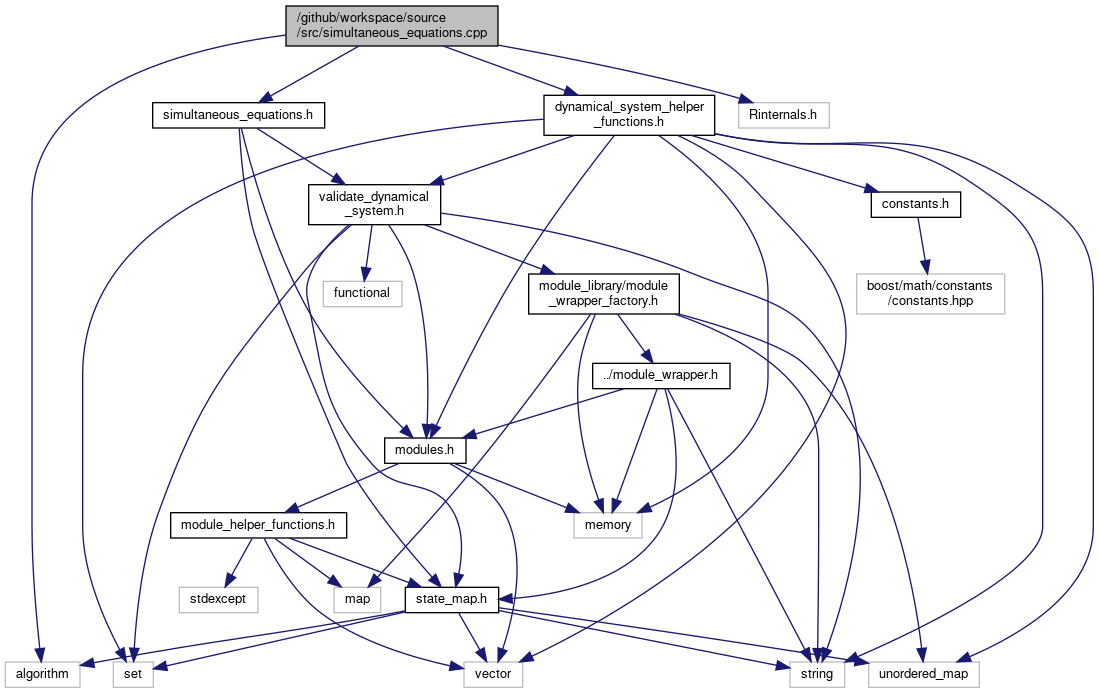 /github/workspace/source
/src/simultaneous_equations.cpp
simultaneous_equations.h
dynamical_system_helper
_functions.h
Rinternals.h
validate_dynamical
_system.h
constants.h
functional
module_library/module
_wrapper_factory.h
boost/math/constants
/constants.hpp
../module_wrapper.h
modules.h
module_helper_functions.h
memory
stdexcept
map
state_map.h
algorithm
set
vector
string
unordered_map